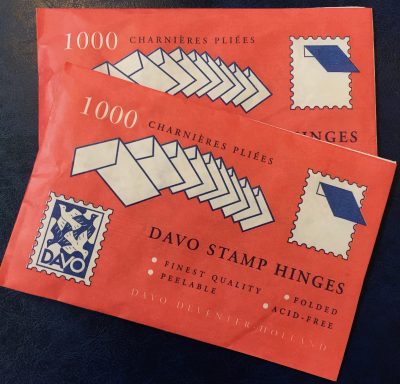 1000 CHARNIÈRES PLIÉES
HINGES
1000 CHARNIÈRES PLIÉES
DAVO
DAVO STAMP HINGES
• FINEST QUALITY • FOLDED
• PEELABLE • ACID-FREE
DAVO DEVENTER HOLLAND